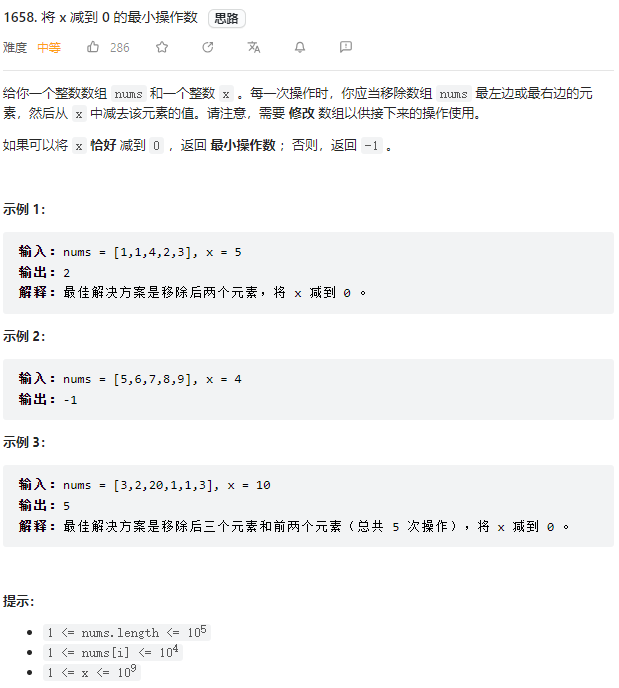 1658. 将 x 减到 0 的最小操作数 思路
难度 中等 286
给你一个整数数组 nums 和一个整数 x 。每一次操作时，你应当移除数组 nums 最左边或最右边的元
素，然后从 x 中减去该元素的值。请注意，需要 修改 数组以供接下来的操作使用。
如果可以将 x 恰好 减到 0 ，返回 最小操作数 ；否则，返回 -1 。
示例 1：
输入：nums = [1,1,4,2,3], x = 5
输出：2
解释：最佳解决方案是移除后两个元素，将 x 减到 0 。
示例 2：
输入：nums = [5,6,7,8,9], x = 4
输出：-1
示例 3：
输入：nums = [3,2,20,1,1,3], x = 10
输出：5
解释：最佳解决方案是移除后三个元素和前两个元素（总共 5 次操作），将 x 减到 0 。
提示：
1 <= nums.length <= 10⁵
1 <= nums[i] <= 10⁴
1 <= x <= 10⁹